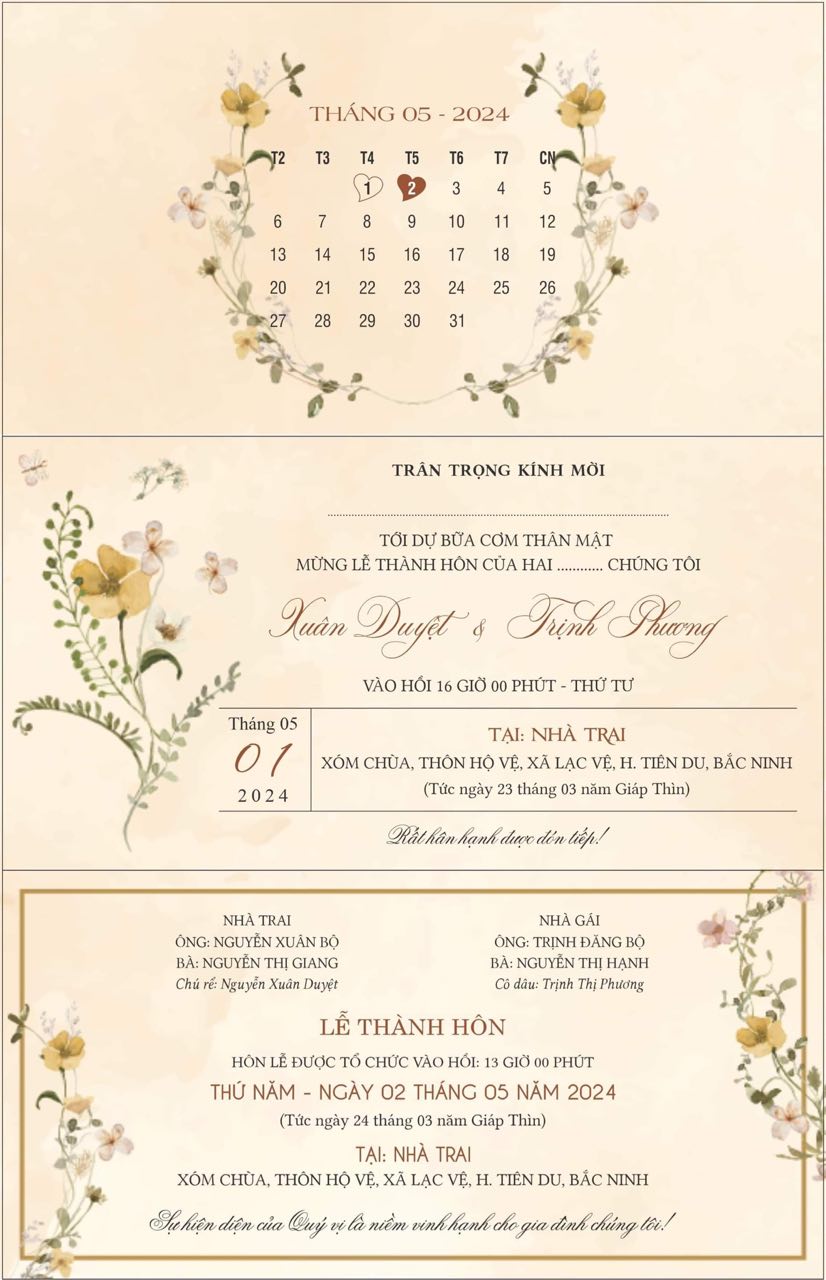 THÁNG 05 - 2024
T2 T3 T4 T5 T6 T7 CN
1 2 3 4 5
6 7 8 9 10 11 12
13 14 15 16 17 18 19
20 21 22 23 24 25 26
27 28 29 30 31
TRÂN TRỌNG KÍNH MỜI
TỚI DỰ BỮA CƠM THÂN MẬT
MỪNG LỄ THÀNH HÔN CỦA HAI ............ CHÚNG TÔI
Xuân Duyệt & Trịnh Phương
VÀO HỒI 16 GIỜ 00 PHÚT - THỨ TƯ
Tháng 05
01
2024
TẠI: NHÀ TRAI
XÓM CHÙA, THÔN HỘ VỆ, XÃ LẠC VỆ, H. TIÊN DU, BẮC NINH
(Tức ngày 23 tháng 03 năm Giáp Thìn)
Rất hân hạnh được đón tiếp!
NHÀ TRAI
ÔNG: NGUYỄN XUÂN BỘ
BÀ: NGUYỄN THỊ GIANG
Chú rể: Nguyễn Xuân Duyệt
NHÀ GÁI
ÔNG: TRỊNH ĐĂNG BỘ
BÀ: NGUYỄN THỊ HẠNH
Cô dâu: Trịnh Thị Phương
LỄ THÀNH HÔN
HÔN LỄ ĐƯỢC TỔ CHỨC VÀO HỒI: 13 GIỜ 00 PHÚT
THỨ NĂM - NGÀY 02 THÁNG 05 NĂM 2024
(Tức ngày 24 tháng 03 năm Giáp Thìn)
TẠI: NHÀ TRAI
XÓM CHÙA, THÔN HỘ VỆ, XÃ LẠC VỆ, H. TIÊN DU, BẮC NINH
Sự hiện diện của Quý vị là niềm vinh hạnh cho gia đình chúng tôi!